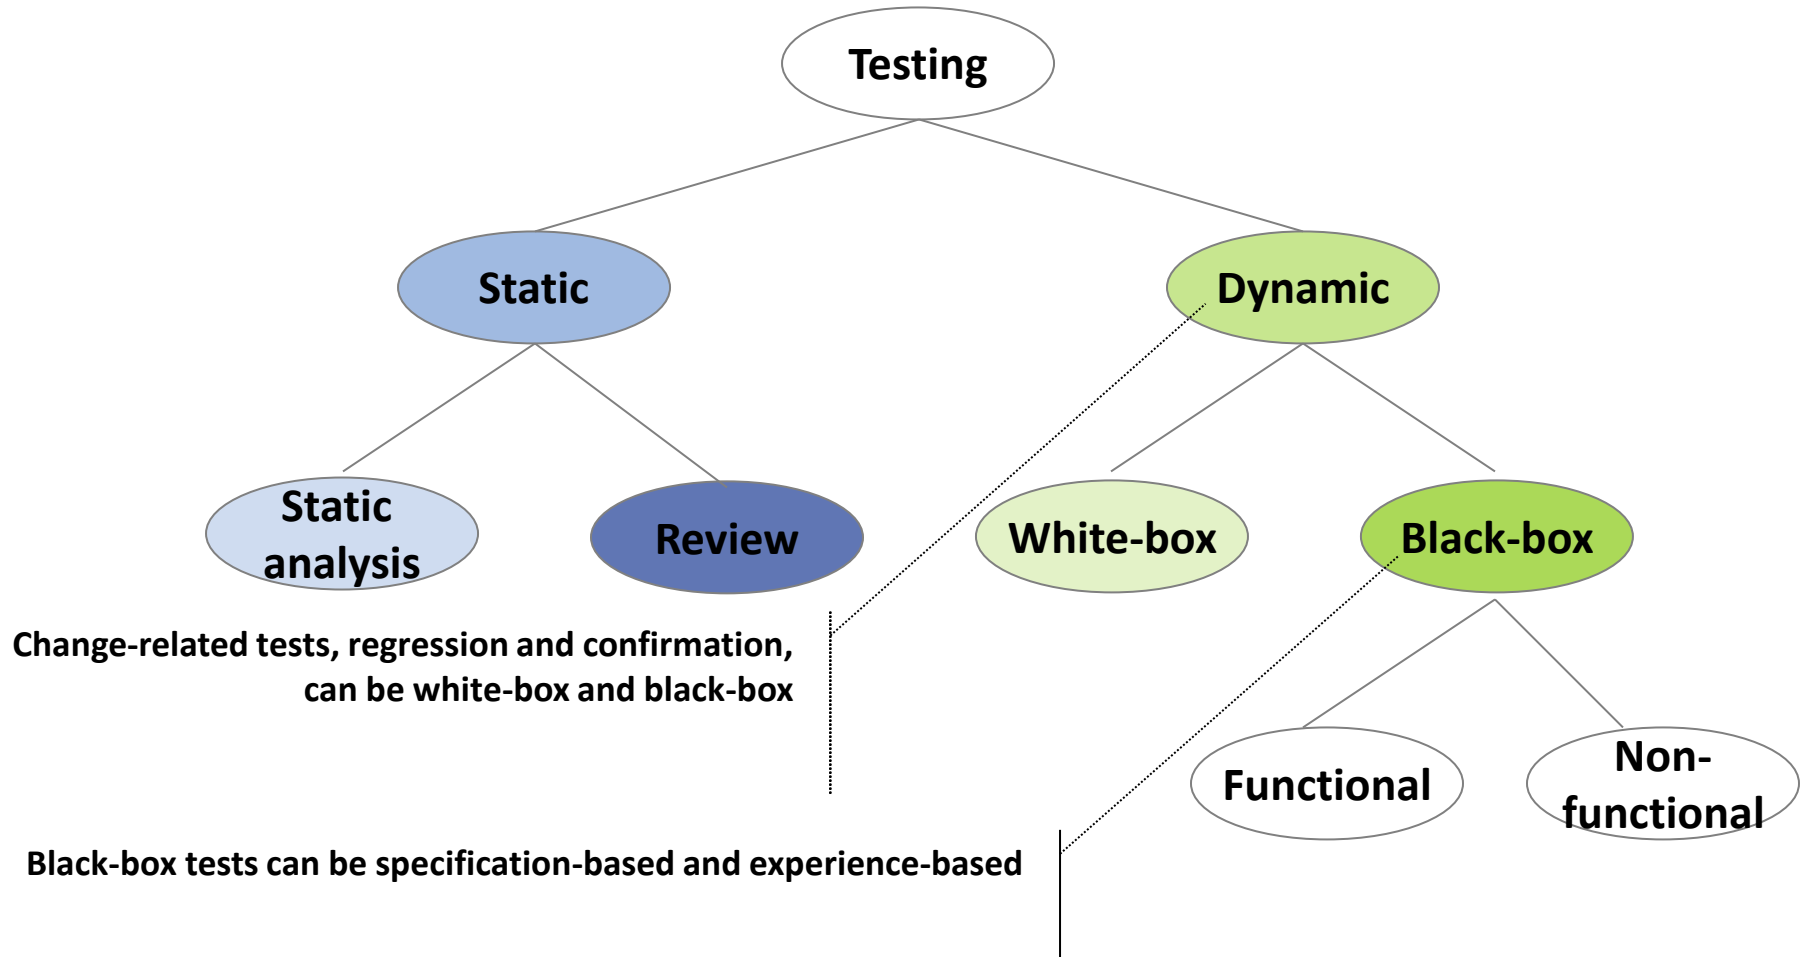 Testing
Static
Dynamic
Static
analysis
Review
White-box
Black-box
Change-related tests, regression and confirmation,
can be white-box and black-box
Functional
Non-
functional
Black-box tests can be specification-based and experience-based